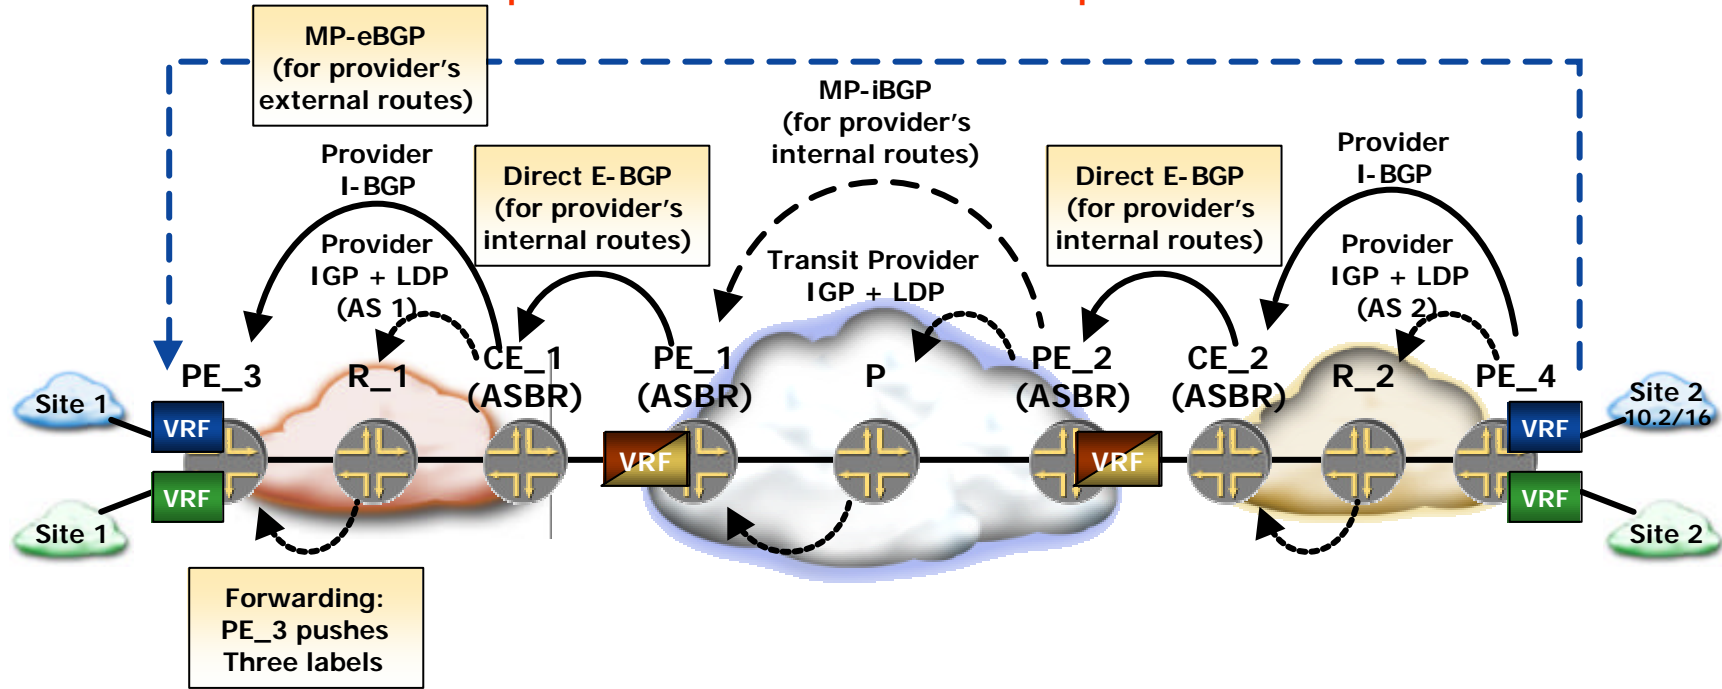 MP-eBGP
(for provider's
external routes)
MP-iBGP
(for provider's
internal routes)
Provider
I-BGP
Direct E-BGP
(for provider's
internal routes)
Direct E-BGP
(for provider's
internal routes)
Provider
I-BGP
Provider
IGP + LDP
(AS 1)
Transit Provider
IGP + LDP
Provider
IGP + LDP
(AS 2)
PE_3
R_1
CE_1
(ASBR)
PE_1
(ASBR)
P
PE_2
(ASBR)
CE_2
(ASBR)
R_2
PE_4
Site 1
VRF
VRF
Site 2
10.2/16
VRF
VRF
Site 1
VRF
VRF
Site 2
Forwarding:
PE_3 pushes
Three labels